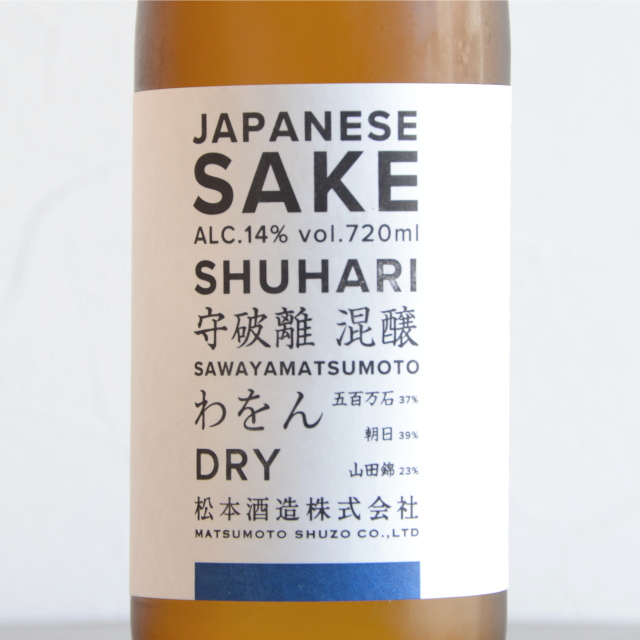 JAPANESE
SAKE
ALC.14% vol.720ml
SHUHARI
守破離 混醸
SAWAYAMATSUMOTO
わをん 五百万石 37%
朝日 39%
DRY 山田錦 23%
松本酒造株式会社
MATSUMOTO SHUZO CO.,LTD